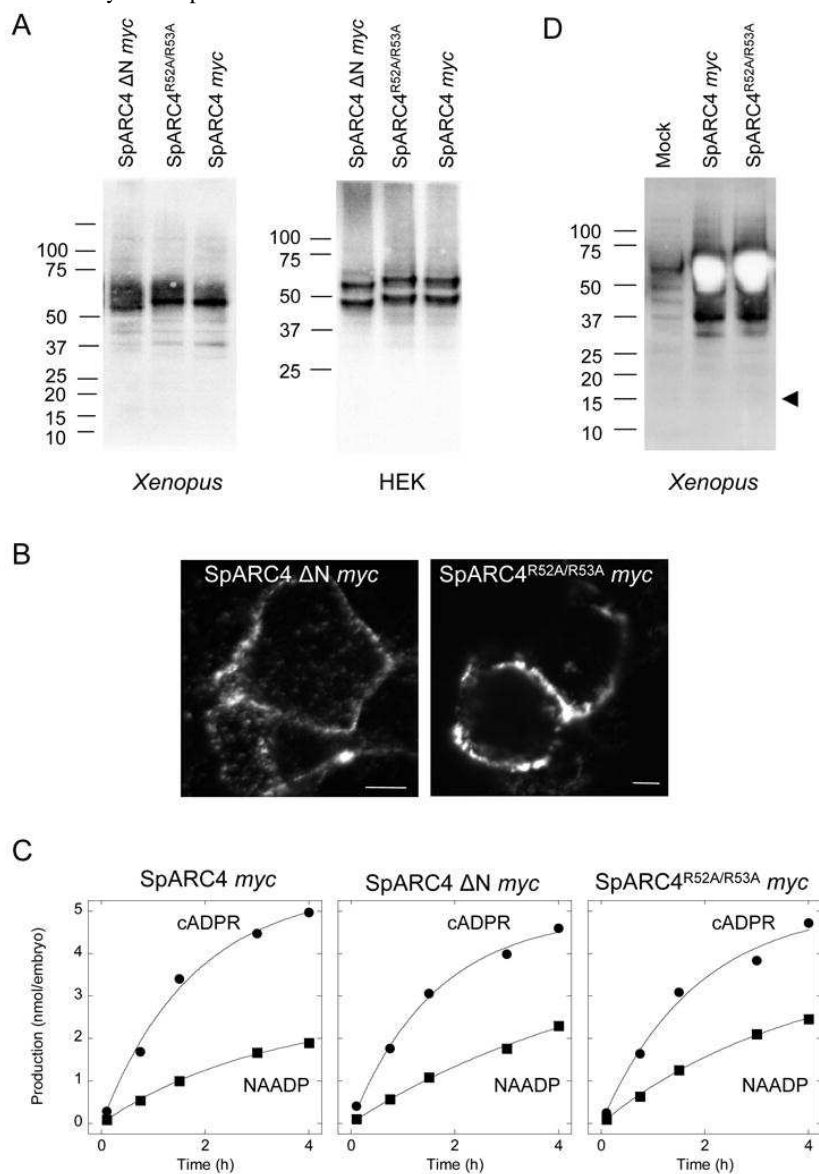 A
SpARC4 ΔN myc
SpARC4R52A/R53A
SpARC4 myc
100
75
50
37
25
20
15
10
Xenopus
SpARC4 ΔN myc
SpARC4R52A/R53A
SpARC4 myc
100
75
50
37
25
HEK
D
Mock
SpARC4 myc
SpARC4R52A/R53A
100
75
50
37
25
20
15
10
Xenopus
B
SpARC4 ΔN myc
SpARC4R52A/R53A myc
C
SpARC4 myc
SpARC4 ΔN myc
SpARC4R52A/R53A myc
Production (nmol/embryo)
5
4
3
2
1
0
cADPR
NAADP
0 2 4
Time (h)
cADPR
NAADP
0 2 4
Time (h)
cADPR
NAADP
0 2 4
Time (h)